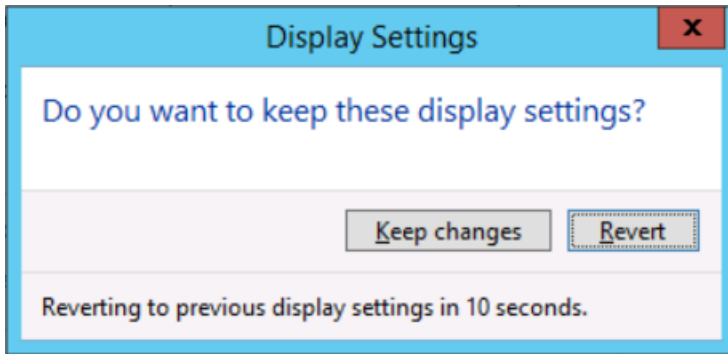 Display Settings
x
Do you want to keep these display settings?
Keep changes Revert
Reverting to previous display settings in 10 seconds.